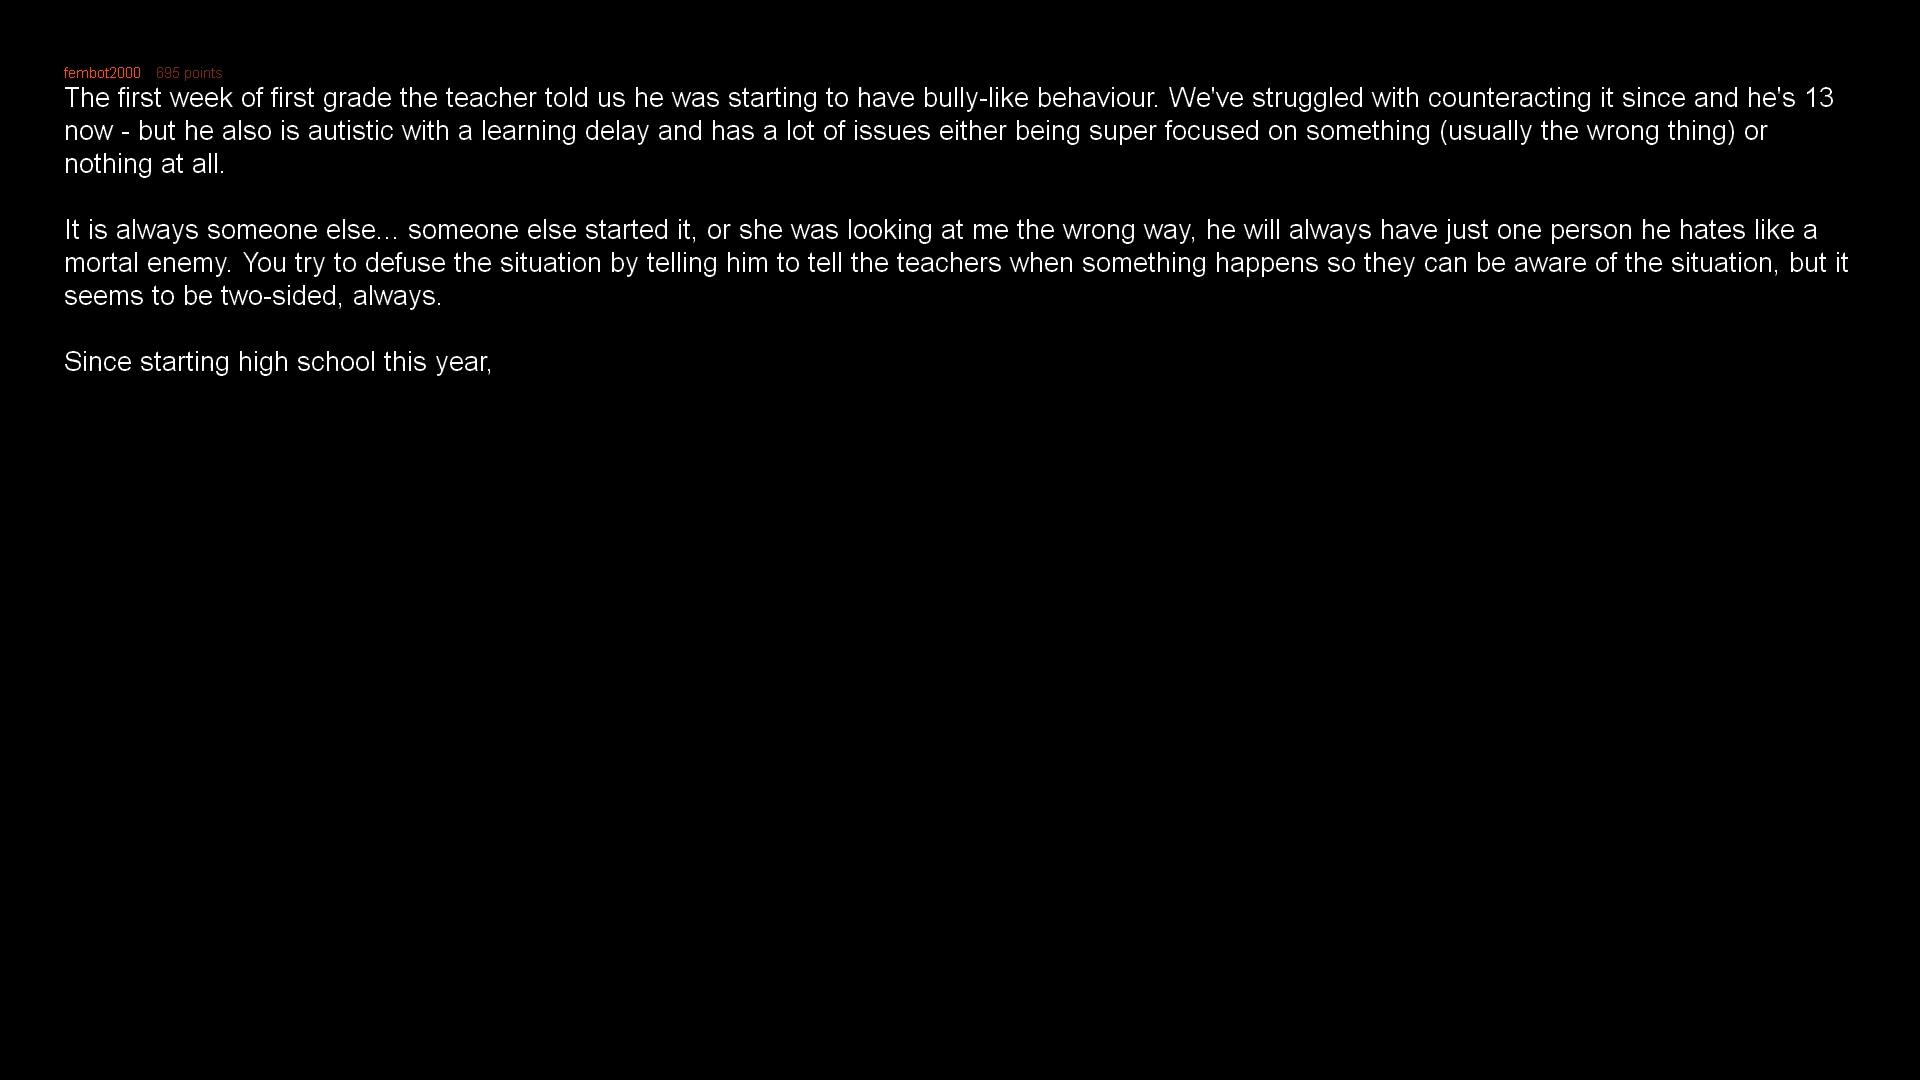 fembot2000 695 points
The first week of first grade the teacher told us he was starting to have bully-like behaviour. We've struggled with counteracting it since and he's 13
now - but he also is autistic with a learning delay and has a lot of issues either being super focused on something (usually the wrong thing) or
nothing at all.
It is always someone else... someone else started it, or she was looking at me the wrong way, he will always have just one person he hates like a
mortal enemy. You try to defuse the situation by telling him to tell the teachers when something happens so they can be aware of the situation, but it
seems to be two-sided, always.
Since starting high school this year,